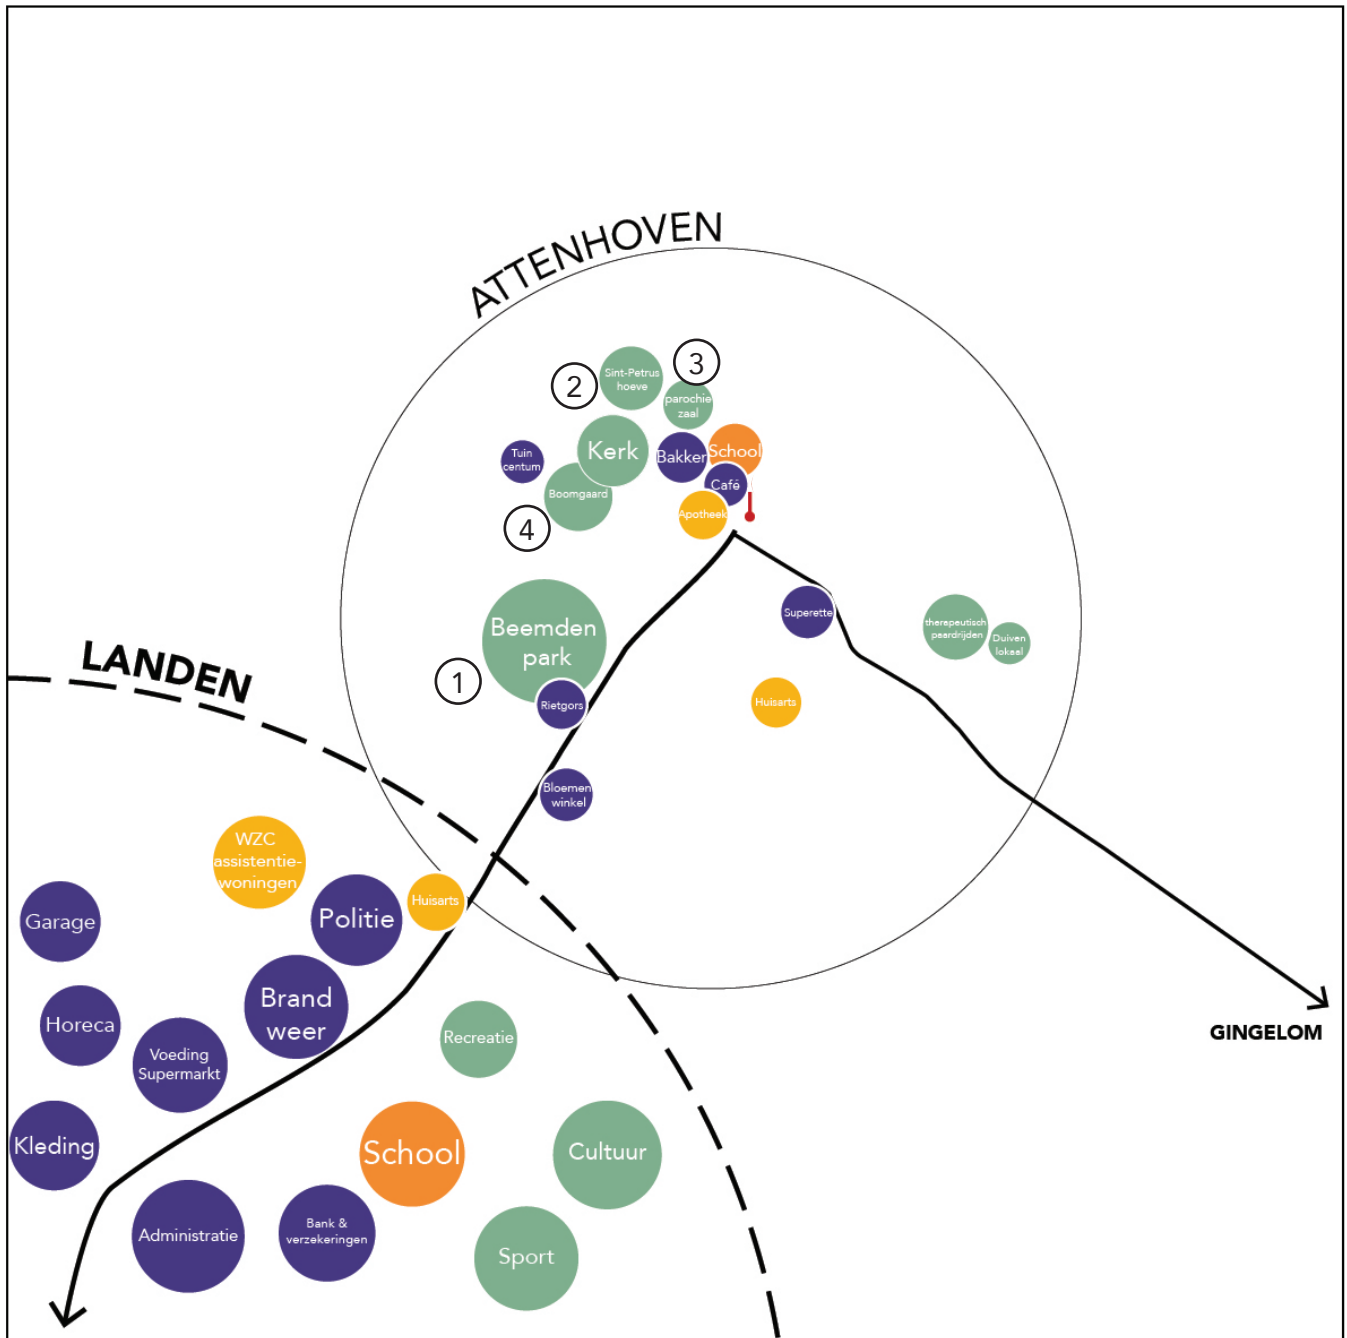 ATTENHOVEN
3
2
Sint-Petrus
hoeve
parochie
zaal
Kerk
Bakker
School
Tuin
centum
Café
Boomgaard
Apotheek
4
Superette
Beemden
park
therapeutisch
paardrijden
Duiven
lokaal
1
Rietgors
Huisarts
LANDEN
Bloemen
winkel
WZC
assistentie-
woningen
Garage
Politie
Huisarts
Brand
weer
Horeca
Voeding
Supermarkt
Recreatie
GINGELOM
Kleding
School
Cultuur
Administratie
Bank &
verzekeringen
Sport